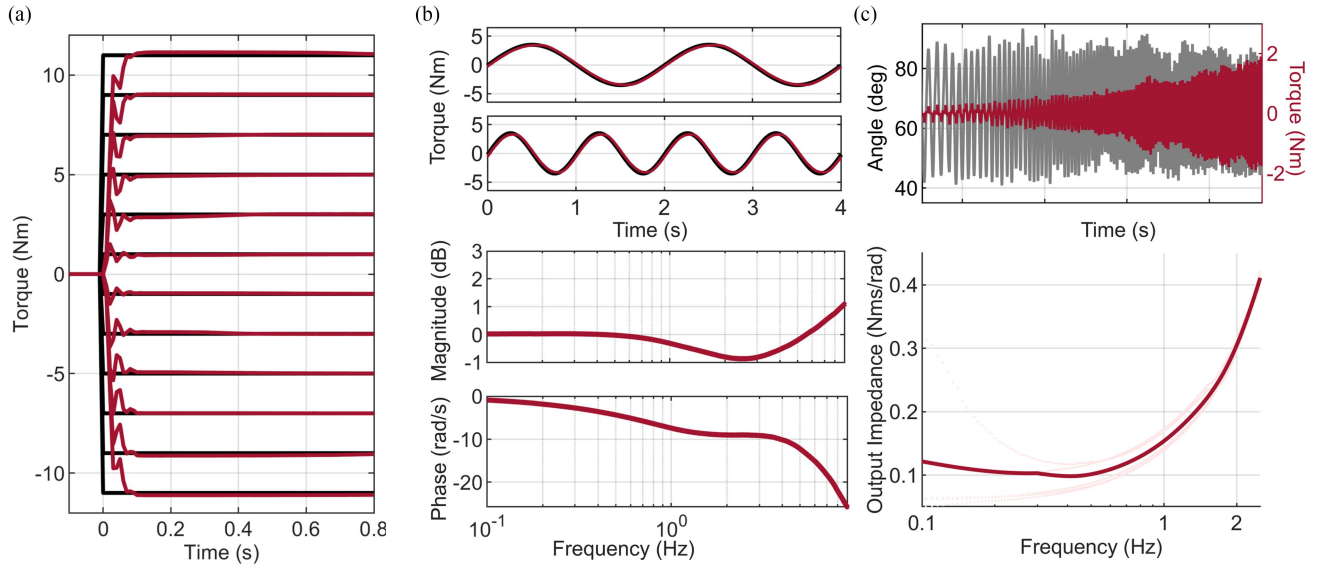 (a)
10
5
0
-5
-10
Torque (Nm)
0
0.2
0.4
0.6
0.8
Time (s)
(b)
5
0
-5
5
0
-5
Torque (Nm)
0
1
2
3
4
Time (s)
3
2
1
0
-1
Magnitude (dB)
0
-10
-20
Phase (rad/s)
10-1
100
Frequency (Hz)
(c)
80
60
40
Angle (deg)
2
0
-2
Torque (Nm)
Time (s)
0.4
0.3
0.2
0.1
Output Impedance (Nms/rad)
0.1
1
2
Frequency (Hz)